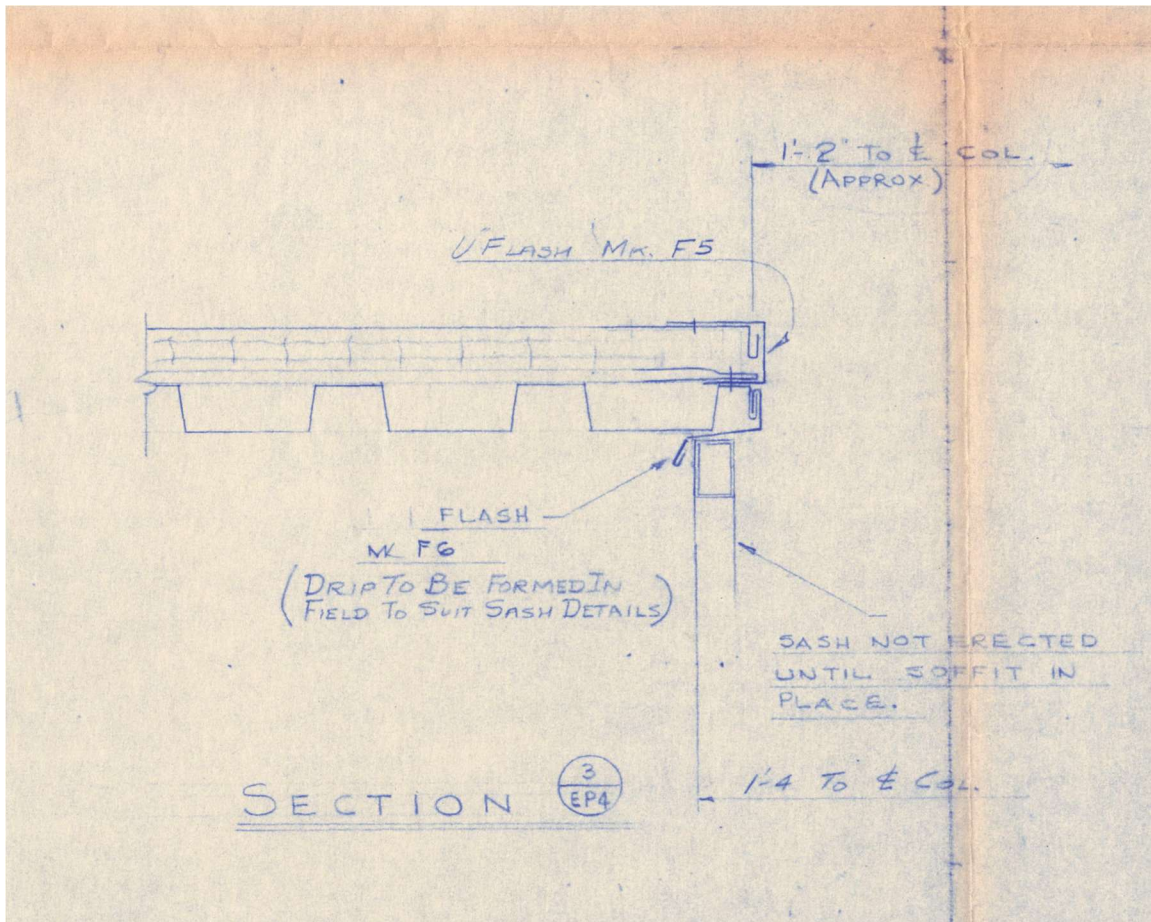 1'-2" To ℄ COL.
(APPROX)
U'FLASH MK. F5
FLASH
MK F6
(DRIP TO BE FORMED IN
FIELD TO SUIT SASH DETAILS)
SASH NOT ERECTED
UNTIL SOFFIT IN
PLACE.
1'-4 To ℄ COL.
SECTION
3
EP4